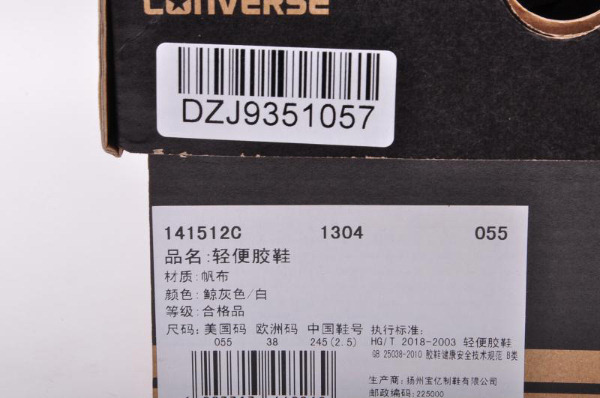 CONVERSE
DZJ9351057
141512C 1304 055
品名:轻便胶鞋
材质:帆布
颜色:鲸灰色/白
等级:合格品
尺码:美国码 欧洲码 中国鞋号 执行标准:
055 38 245(2.5) HG/T 2018-2003 轻便胶鞋
GB 25038-2010 胶鞋健康安全技术规范 B类
生产商:扬州宝亿制鞋有限公司
邮政编码:225000